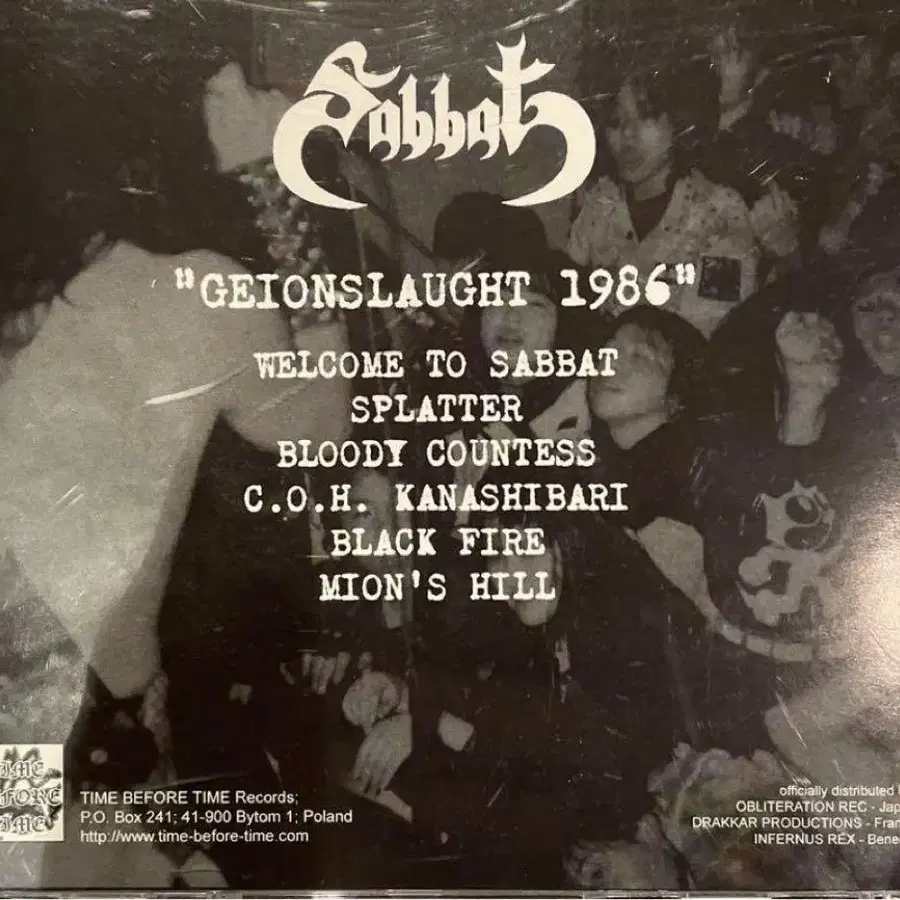 Sabbat
"GEIONSLAUGHT 1986"
WELCOME TO SABBAT
SPLATTER
BLOODY COUNTESS
C.O.H. KANASHIBARI
BLACK FIRE
MION'S HILL
TIME BEFORE TIME Records;
P.O. Box 241; 41-900 Bytom 1; Poland
http://www.time-before-time.com
officially distributed
OBLITERATION REC - Jap
DRAKKAR PRODUCTIONS - Fran
INFERNUS REX - Bene